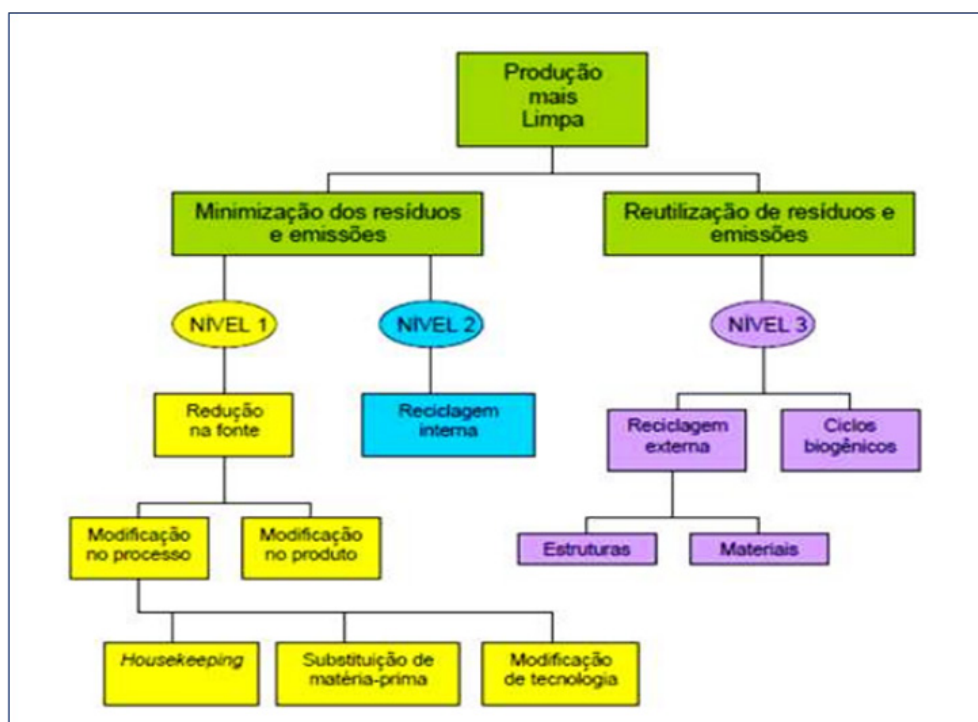 Produção
mais
Limpa
Minimização dos resíduos
e emissões
Reutilização de resíduos e
emissões
NÍVEL 1
NÍVEL 2
NÍVEL 3
Redução
na fonte
Reciclagem
interna
Reciclagem
externa
Ciclos
biogênicos
Modificação
no processo
Modificação
no produto
Estruturas
Materiais
Housekeeping
Substituição de
matéria-prima
Modificação
de tecnologia